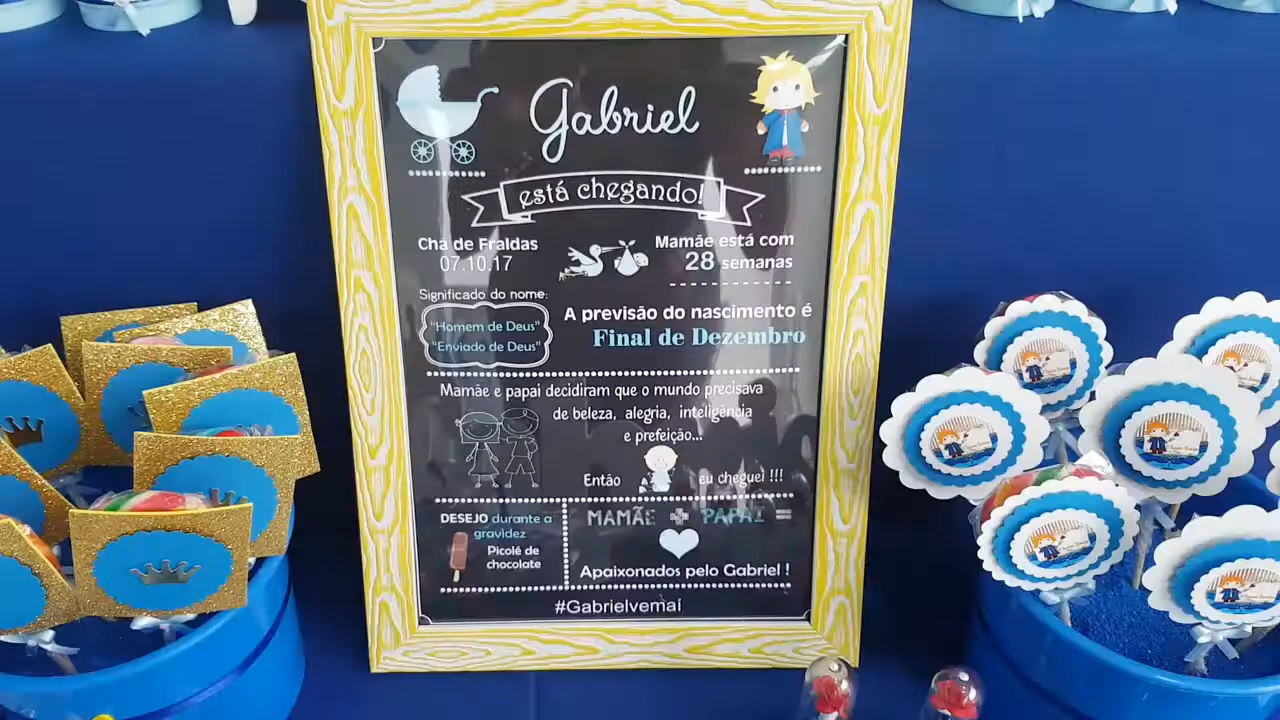 Gabriel
está chegando!
Chá de Fraldas
07.10.17
Mamãe está com
28 semanas
Significado do nome:
"Homem de Deus"
"Enviado de Deus"
A previsão do nascimento é
Final de Dezembro
Mamãe e papai decidiram que o mundo precisava
de beleza, alegria, inteligência
e prefeição...
Então eu cheguei !!!
DESEJO durante a
gravidez
Picolé de
chocolate
MAMÃE + PAPAI =
Apaixonados pelo Gabriel !
#Gabrielvemaí